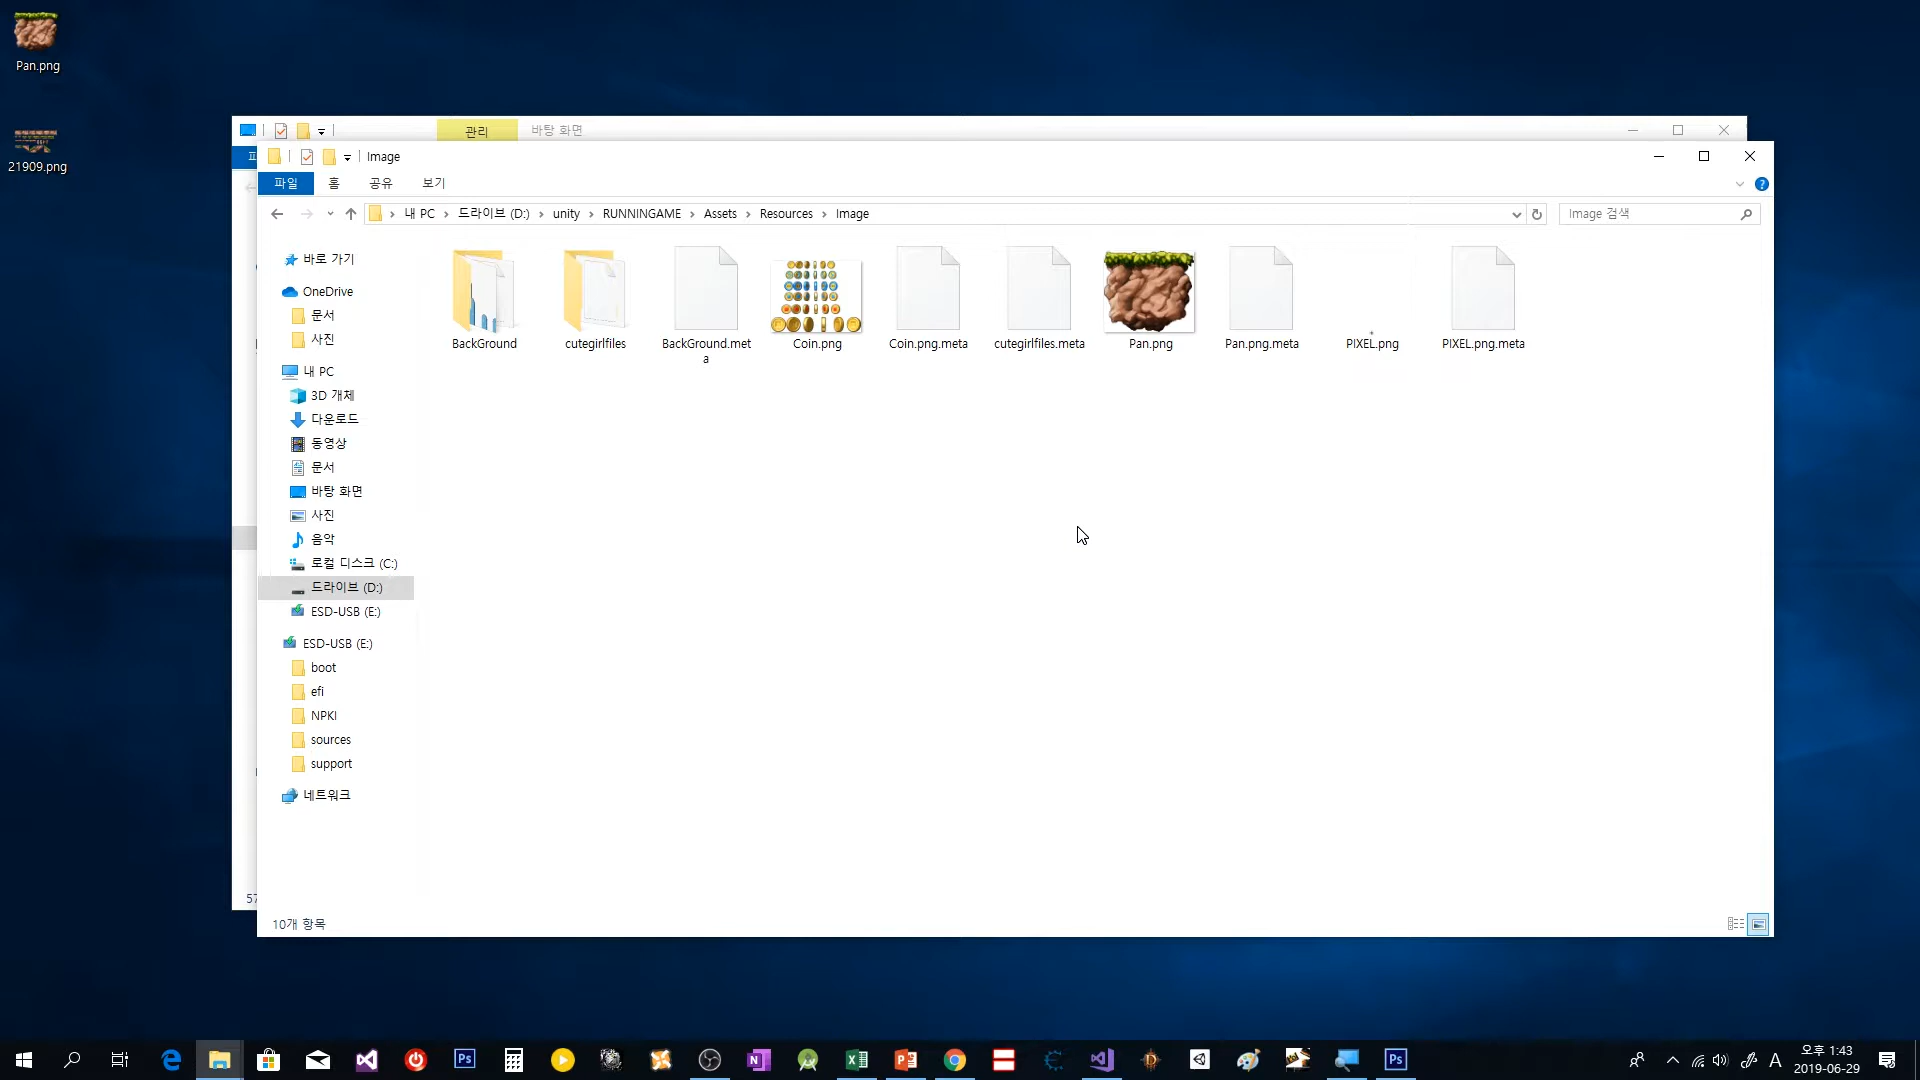 Pan.png
21909.png
관리
바탕 화면
Image
파일
홈
공유
보기
내 PC
드라이브 (D:)
unity
RUNNINGAME
Assets
Resources
Image
Image 검색
바로 가기
OneDrive
문서
사진
내 PC
3D 개체
다운로드
동영상
문서
바탕 화면
사진
음악
로컬 디스크 (C:)
드라이브 (D:)
ESD-USB (E:)
ESD-USB (E:)
boot
efi
NPKI
sources
support
네트워크
BackGround
cutegirlfiles
BackGround.met
a
Coin.png
Coin.png.meta
cutegirlfiles.meta
Pan.png
Pan.png.meta
PIXEL.png
PIXEL.png.meta
57
10개 항목
A
오후 1:43
2019-06-29